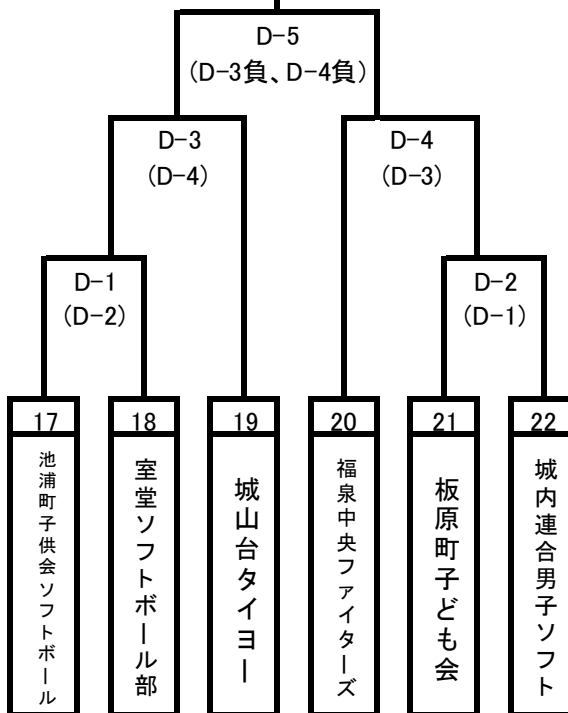 D-5
(D-3負、D-4負)
D-3
(D-4)
D-4
(D-3)
D-1
(D-2)
D-2
(D-1)
17
18
19
20
21
22
池浦町子供会ソフトボール
室堂ソフトボール部
城山台タイヨー
福泉中央ファイターズ
板原町子ども会
城内連合男子ソフト